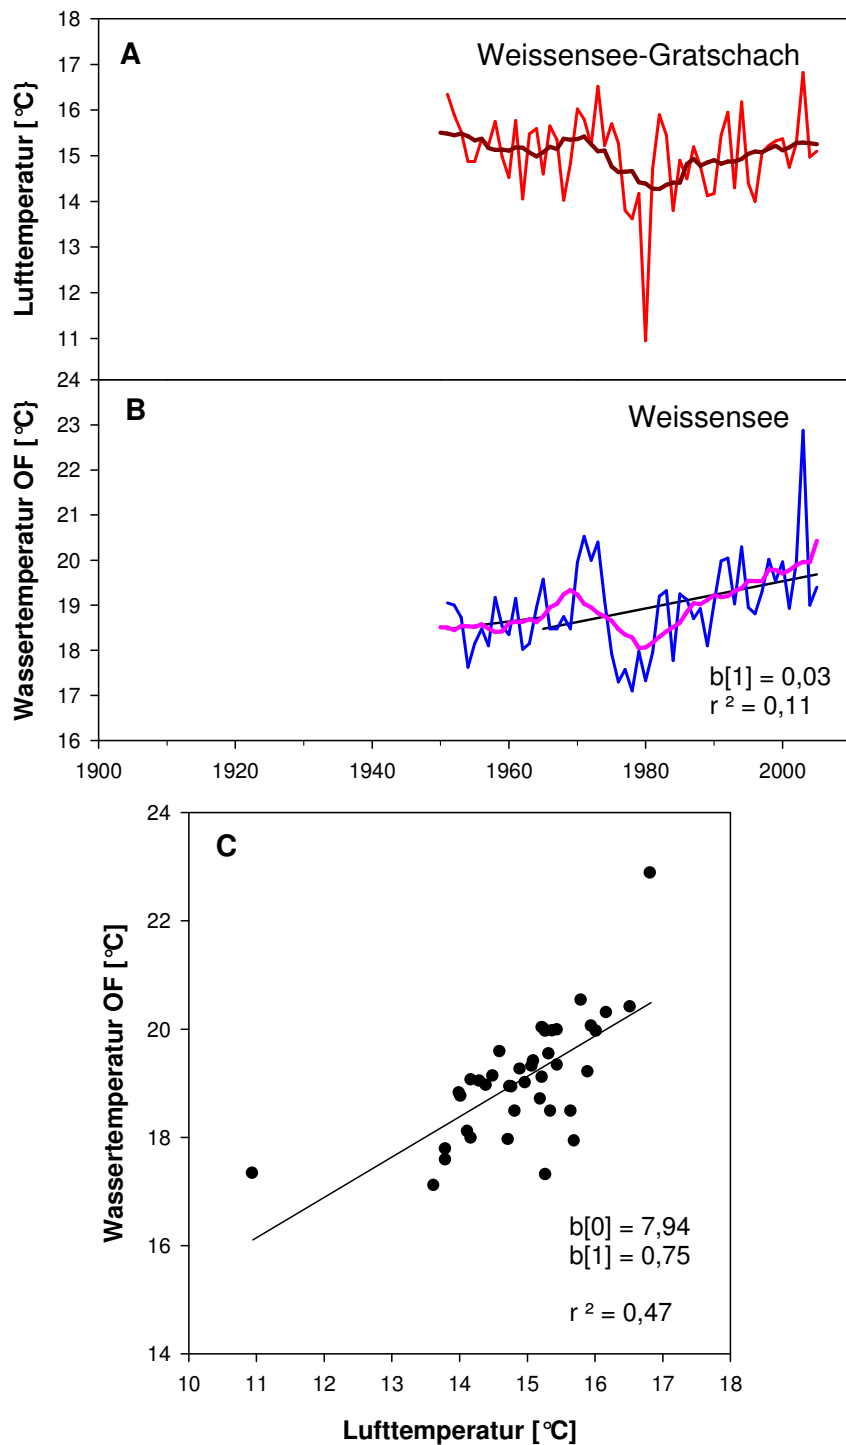 18
A
Weissensee-Gratschach
17
16
15
14
13
12
11
Lufttemperatur [°C}
24
B
Weissensee
23
22
21
20
19
18
17
16
Wassertemperatur OF [°C}
b[1] = 0,03
r ² = 0,11
1900 1920 1940 1960 1980 2000
24
C
22
20
18
16
14
Wassertemperatur OF [°C]
b[0] = 7,94
b[1] = 0,75
r ² = 0,47
10 11 12 13 14 15 16 17 18
Lufttemperatur [°C]